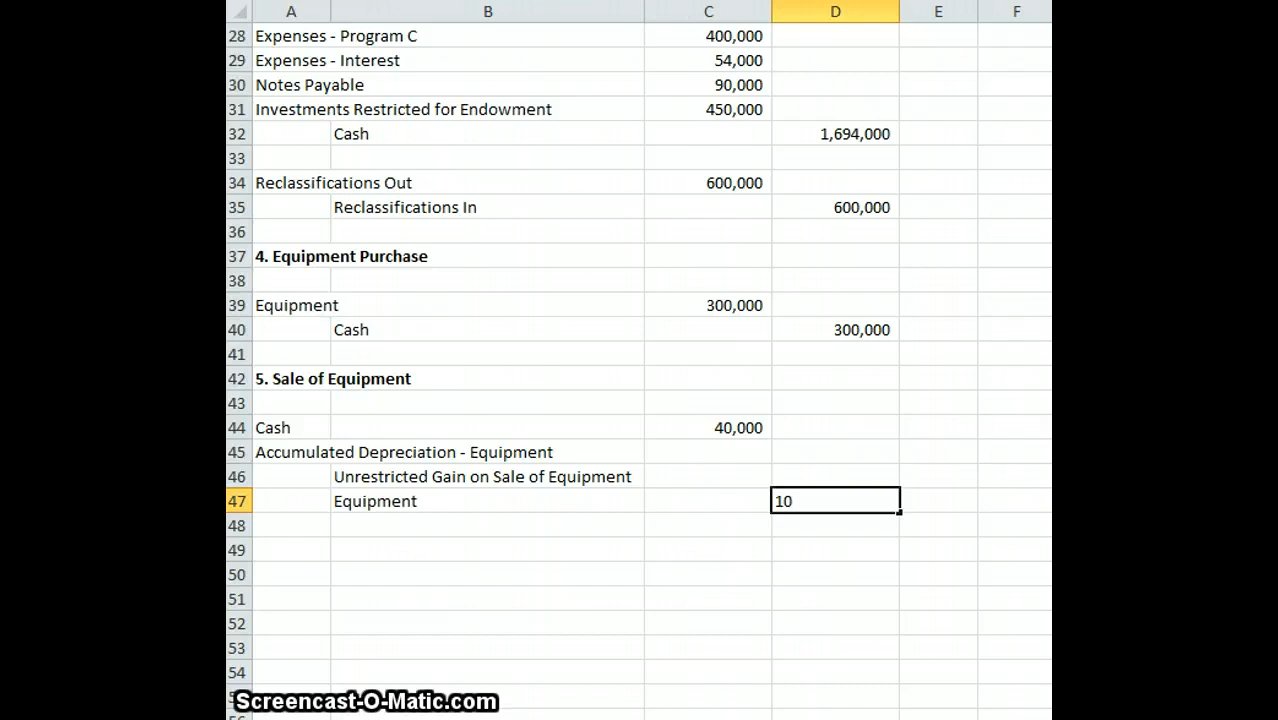 A B C D E F
28 Expenses - Program C 400,000
29 Expenses - Interest 54,000
30 Notes Payable 90,000
31 Investments Restricted for Endowment 450,000
32 Cash 1,694,000
33
34 Reclassifications Out 600,000
35 Reclassifications In 600,000
36
37 4. Equipment Purchase
38
39 Equipment 300,000
40 Cash 300,000
41
42 5. Sale of Equipment
43
44 Cash 40,000
45 Accumulated Depreciation - Equipment
46 Unrestricted Gain on Sale of Equipment
47 Equipment 10
48
49
50
51
52
53
54
Screencast-O-Matic.com